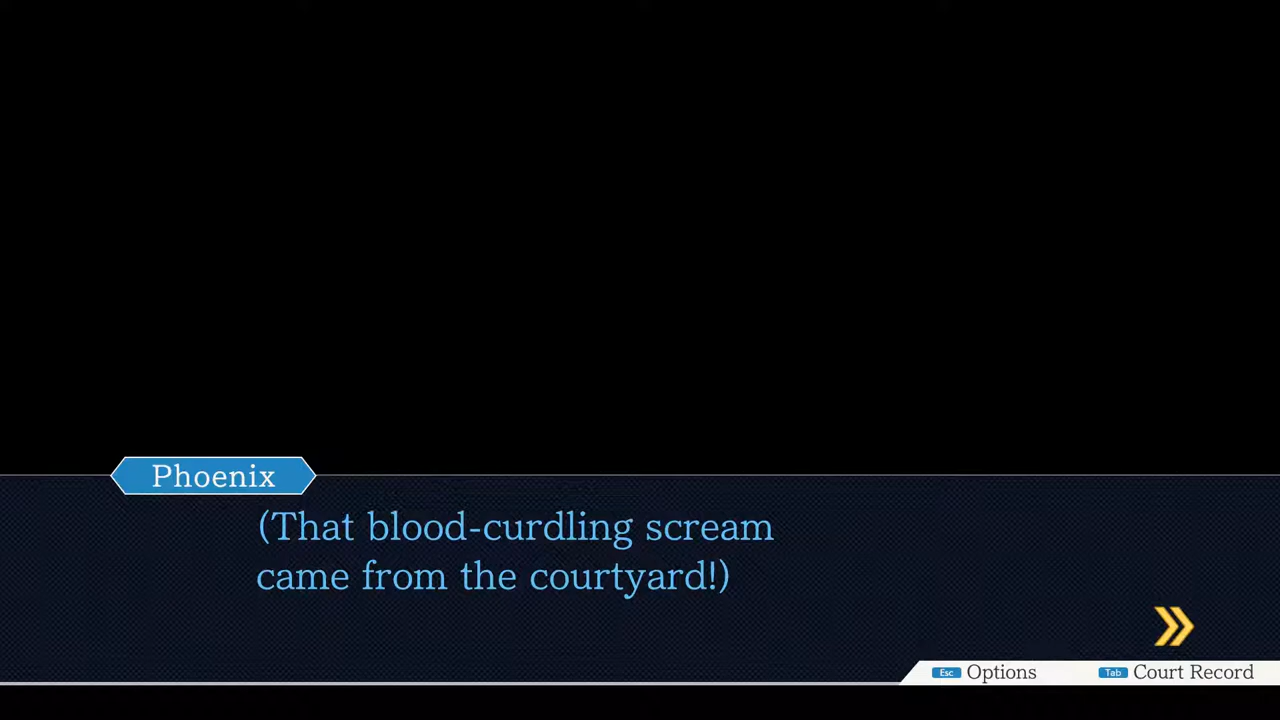 Phoenix
(That blood-curdling scream
came from the courtyard!)
Esc Options Tab Court Record